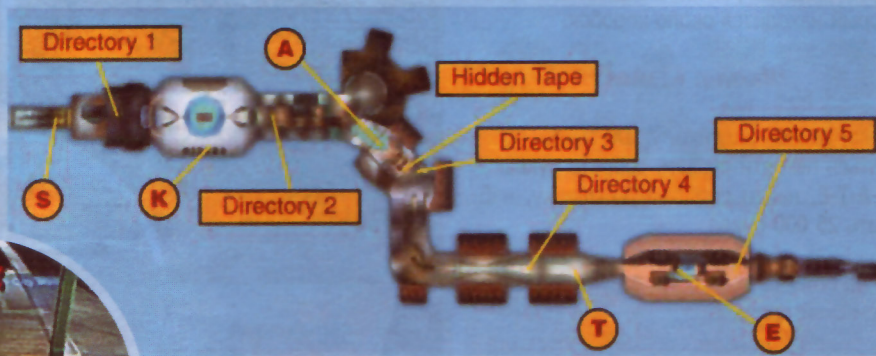 Directory 1
A
Hidden Tape
Directory 3
Directory 5
S
K
Directory 2
Directory 4
T
E